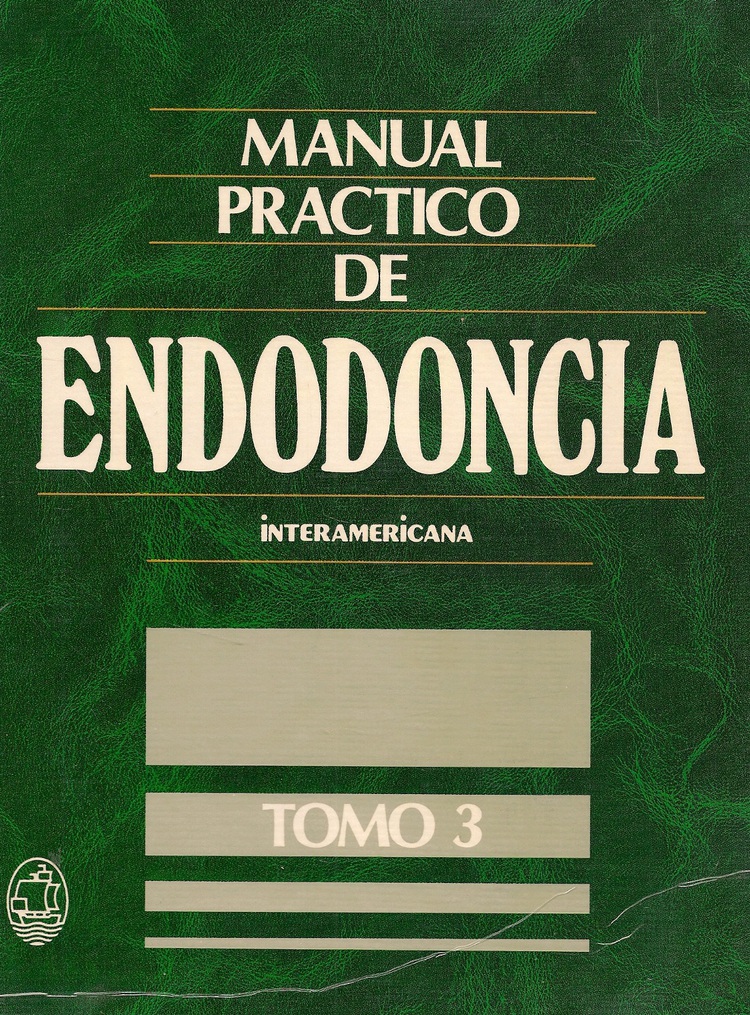 MANUAL
PRACTICO
DE
ENDODONCIA
iNTERAMERiCANA
TOMO 3